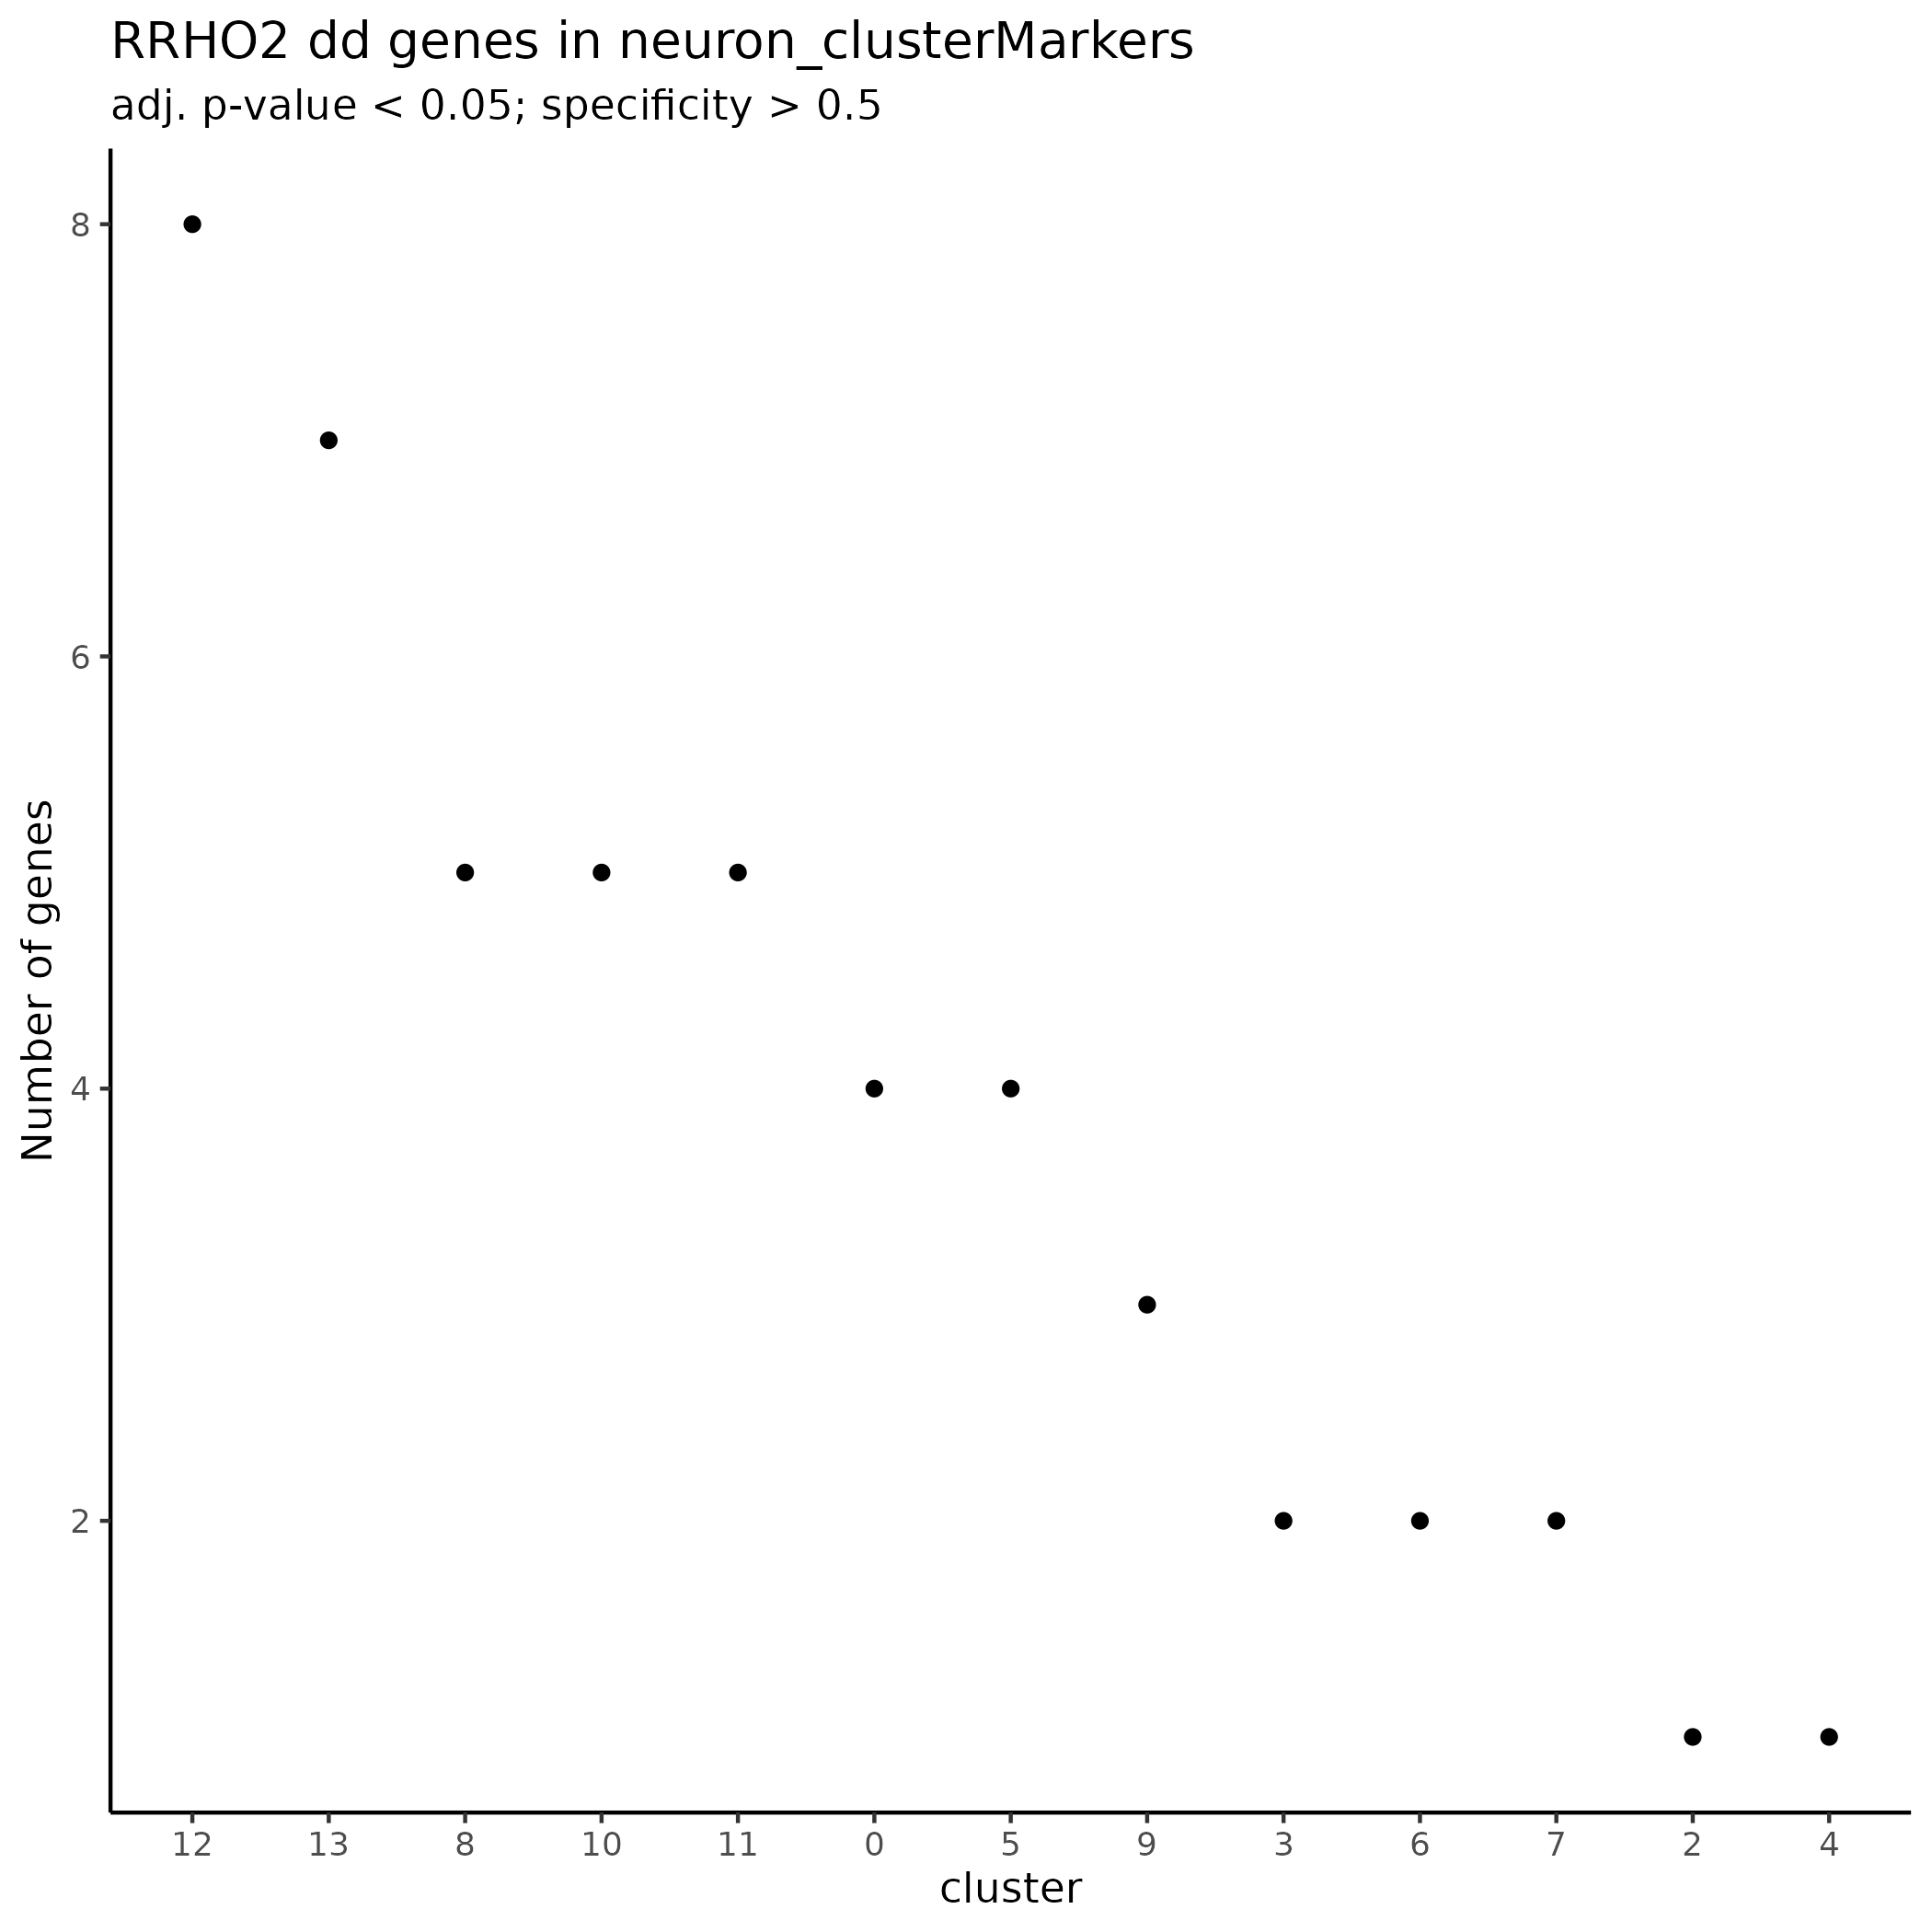 RRHO2 dd genes in neuron_clusterMarkers
adj. p-value < 0.05; specificity > 0.5
Number of genes
8
6
4
2
12 13 8 10 11 0 5 9 3 6 7 2 4
cluster